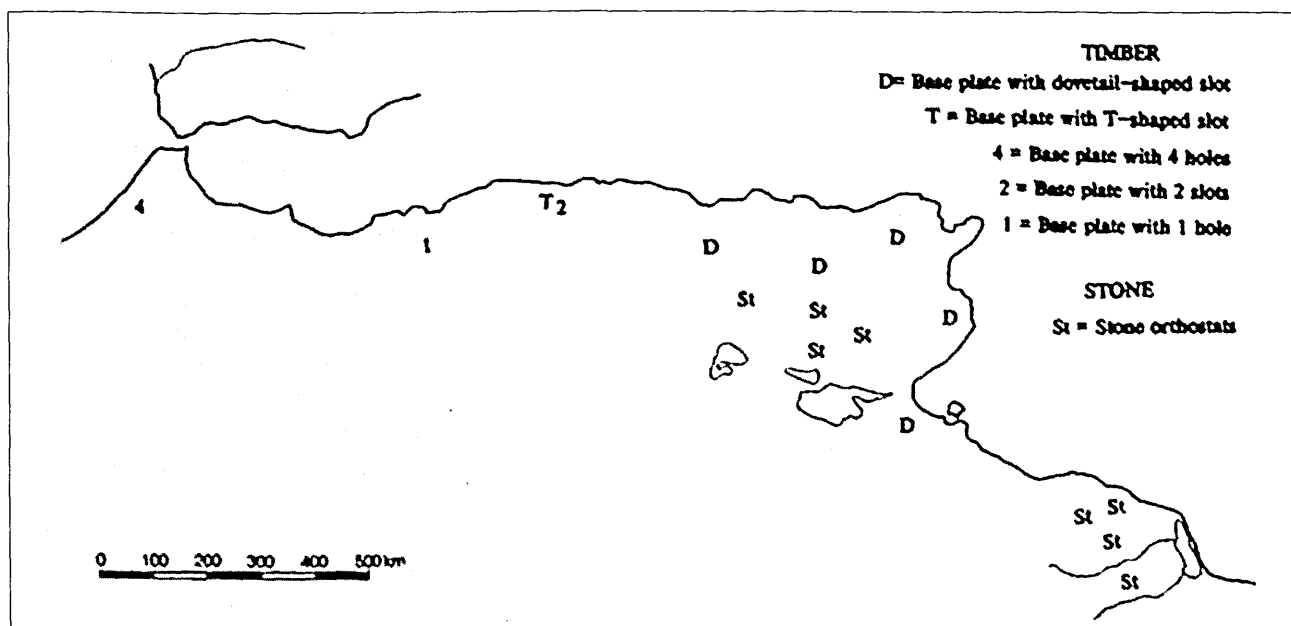 TIMBER
D= Base plate with dovetail-shaped slot
T = Base plate with T-shaped slot
4 = Base plate with 4 holes
2 = Base plate with 2 slots
1 = Base plate with 1 hole
STONE
St = Stone orthostats
4
1
T2
D
D
D
St
St
D
St
St
D
St
St
St
St
0 100 200 300 400 500km